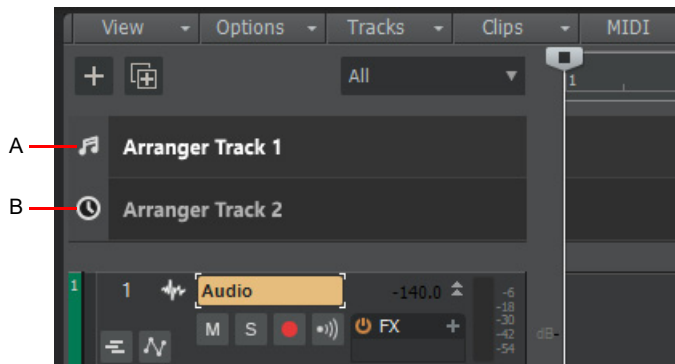 View Options Tracks Clips MIDI
All
1
A Arranger Track 1
B Arranger Track 2
1 1 Audio -140.0 -6
-18
M S FX + -30
-42 dB-
-54